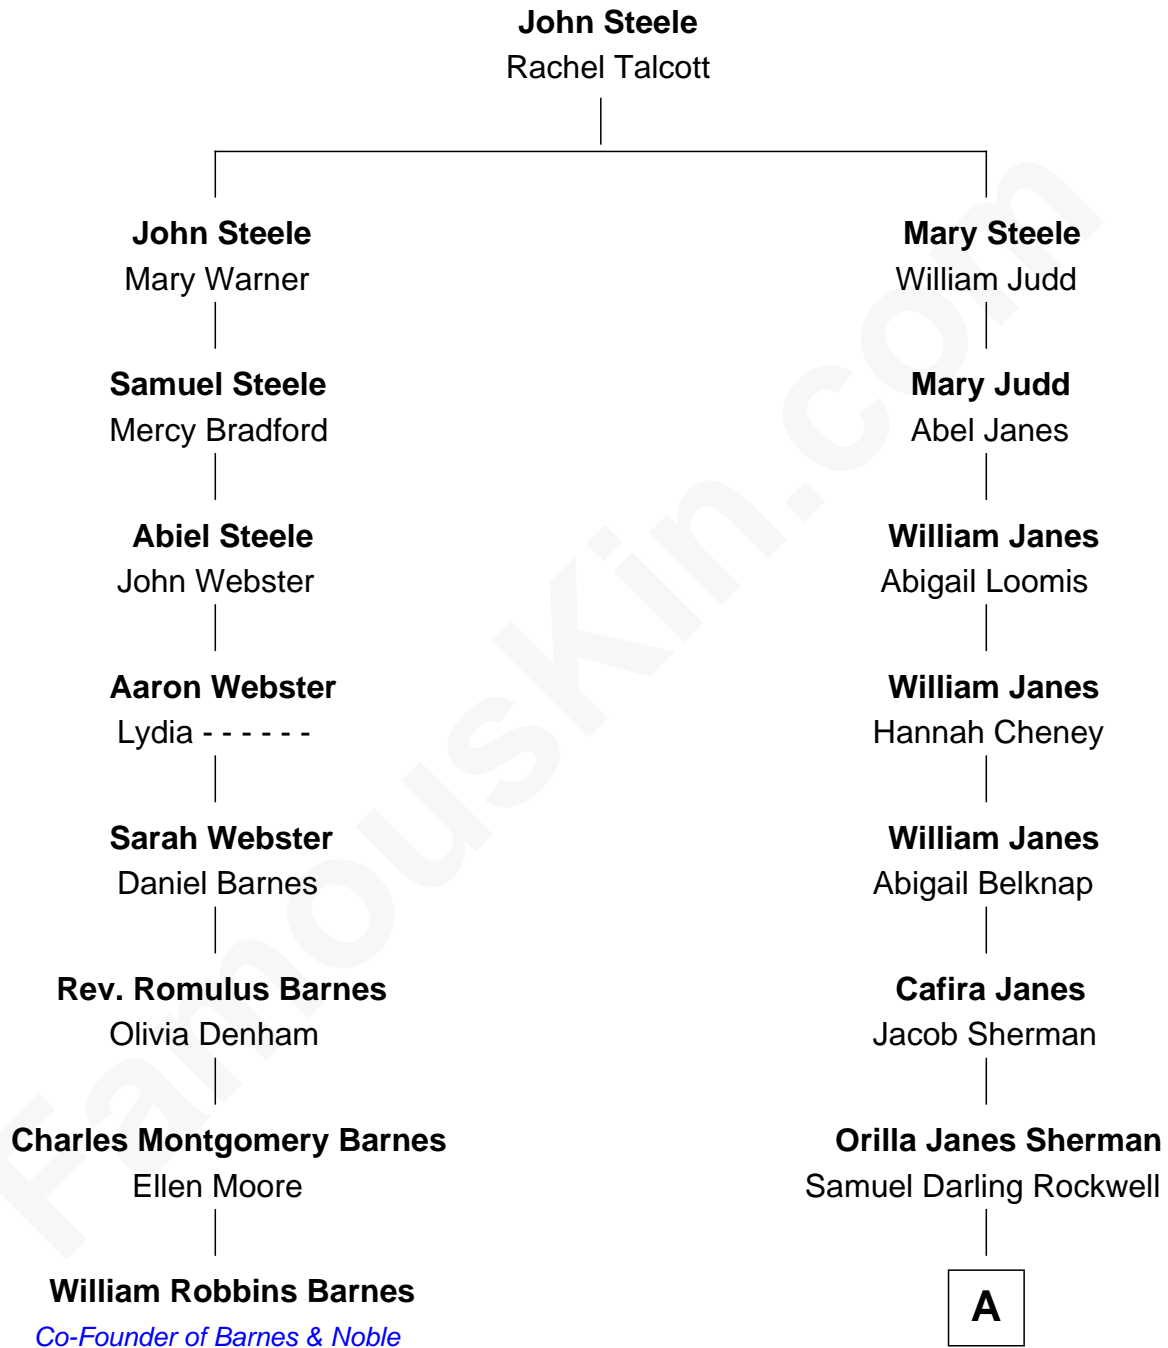 John Steele
Rachel Talcott
John Steele
Mary Warner
Mary Steele
William Judd
Samuel Steele
Mercy Bradford
Mary Judd
Abel Janes
Abiel Steele
John Webster
William Janes
Abigail Loomis
Aaron Webster
Lydia - - - - - -
William Janes
Hannah Cheney
Sarah Webster
Daniel Barnes
William Janes
Abigail Belknap
Rev. Romulus Barnes
Olivia Denham
Cafira Janes
Jacob Sherman
Charles Montgomery Barnes
Ellen Moore
Orilla Janes Sherman
Samuel Darling Rockwell
William Robbins Barnes
Co-Founder of Barnes & Noble
A
FamousKin.com